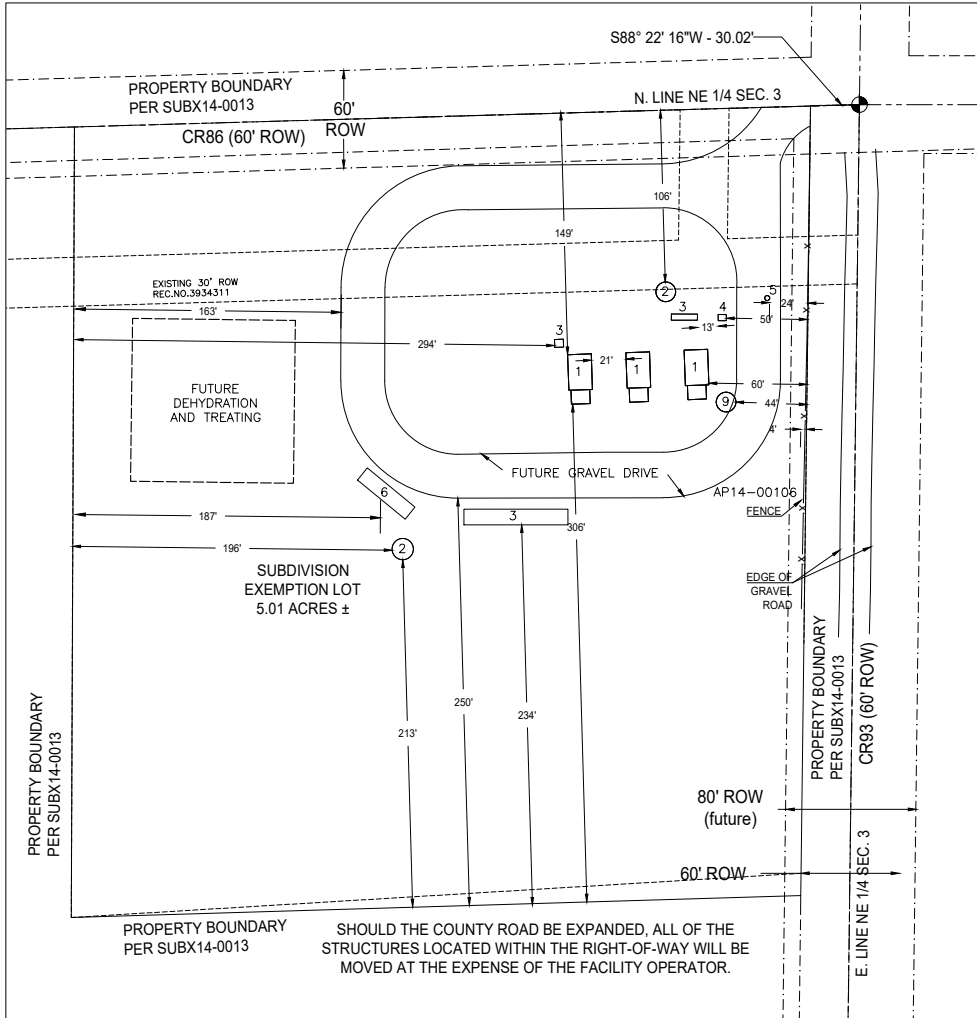 S88° 22' 16"W - 30.02'
PROPERTY BOUNDARY
PER SUBX14-0013
60'
ROW
N. LINE NE 1/4 SEC. 3
CR86 (60' ROW)
106'
149'
EXISTING 30' ROW
REC.NO.3934311
163'
2
5
24'
3
4
50'
13'
3
294'
21'
1
1
1
60'
FUTURE
DEHYDRATION
AND TREATING
9
44'
4'
FUTURE GRAVEL DRIVE
AP14-00106
FENCE
6
187'
3
306'
196'
2
SUBDIVISION
EXEMPTION LOT
5.01 ACRES ±
EDGE OF
GRAVEL
ROAD
250'
234'
213'
PROPERTY BOUNDARY
PER SUBX14-0013
PROPERTY BOUNDARY
PER SUBX14-0013
CR93 (60' ROW)
80' ROW
(future)
60' ROW
E. LINE NE 1/4 SEC. 3
PROPERTY BOUNDARY
PER SUBX14-0013
SHOULD THE COUNTY ROAD BE EXPANDED, ALL OF THE
STRUCTURES LOCATED WITHIN THE RIGHT-OF-WAY WILL BE
MOVED AT THE EXPENSE OF THE FACILITY OPERATOR.